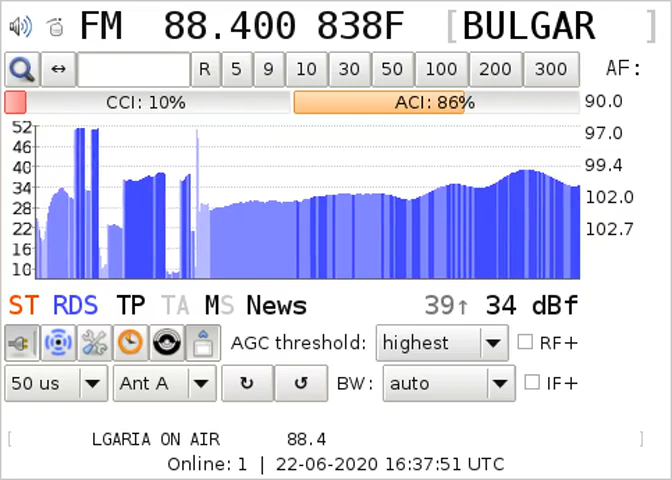 FM 88.400 838F [BULGAR ]
↔ R 5 9 10 30 50 100 200 300 AF:
CCI: 10% ACI: 86% 90.0
52 97.0
46
40 99.4
34 102.0
28
22 102.7
16
10
ST RDS TP TA MS News 39↑ 34 dBf
AGC threshold: highest RF+
50 us Ant A ↻ ↺ BW: auto IF+
[ LGARIA ON AIR 88.4 ]
Online: 1 | 22-06-2020 16:37:51 UTC